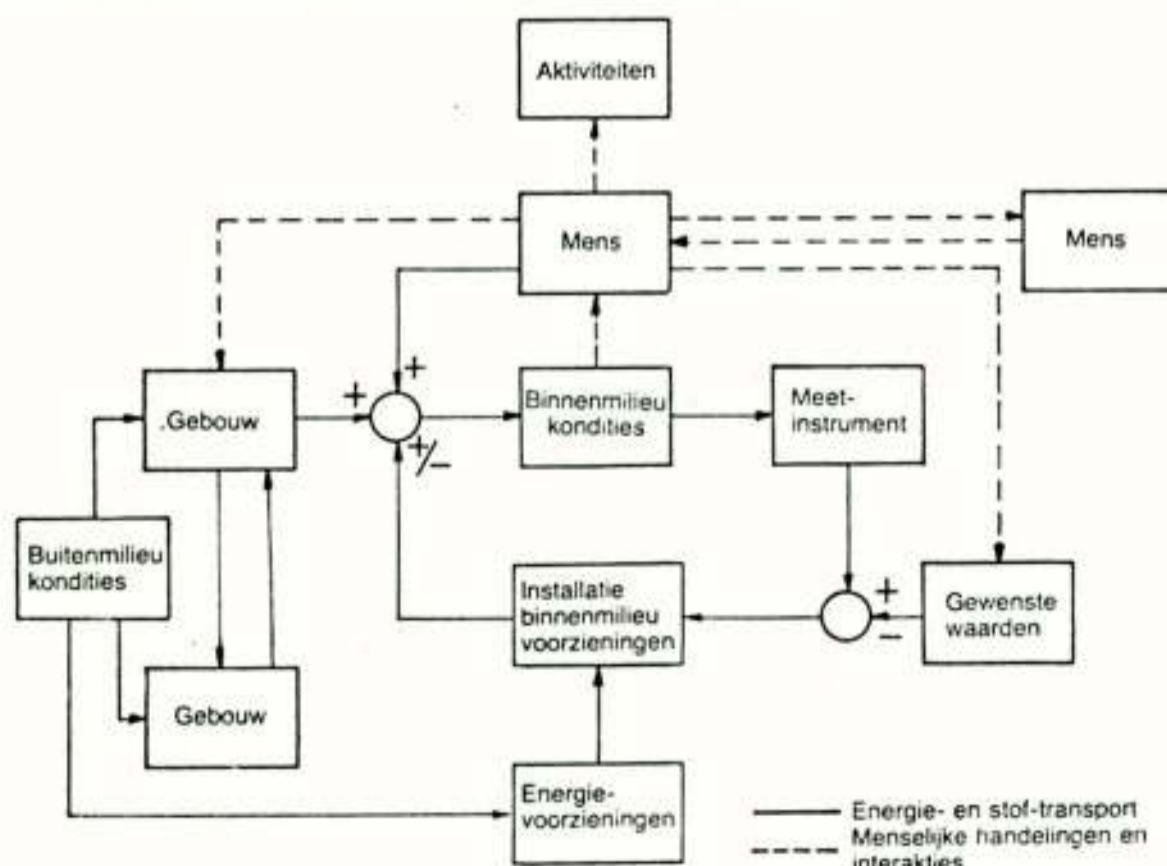 Aktiviteiten
Mens
Mens
+
+
+/-
.Gebouw
Binnenmilieu
kondities
Meet-
instrument
Buitenmilieu
kondities
Installatie
binnenmilieu
voorzieningen
+
-
Gewenste
waarden
Gebouw
Energie-
voorzieningen
Energie- en stof-transport
Menselijke handelingen en
interakties